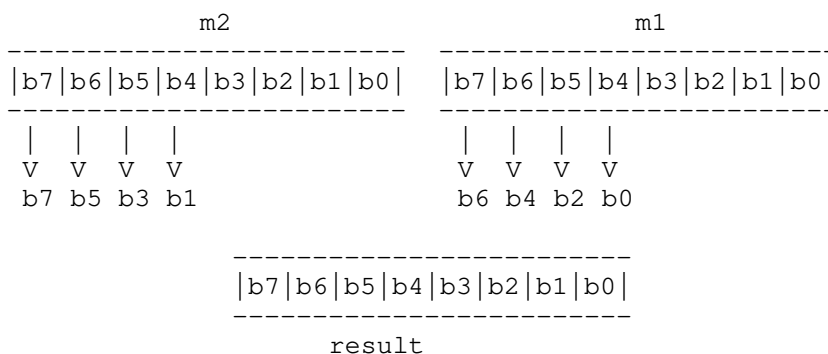 m2 m1
--------------------------- ---------------------------
|b7|b6|b5|b4|b3|b2|b1|b0| |b7|b6|b5|b4|b3|b2|b1|b0
--------------------------- ---------------------------
| | | | | | | |
V V V V V V V V
b7 b5 b3 b1 b6 b4 b2 b0
---------------------------
|b7|b6|b5|b4|b3|b2|b1|b0|
---------------------------
result